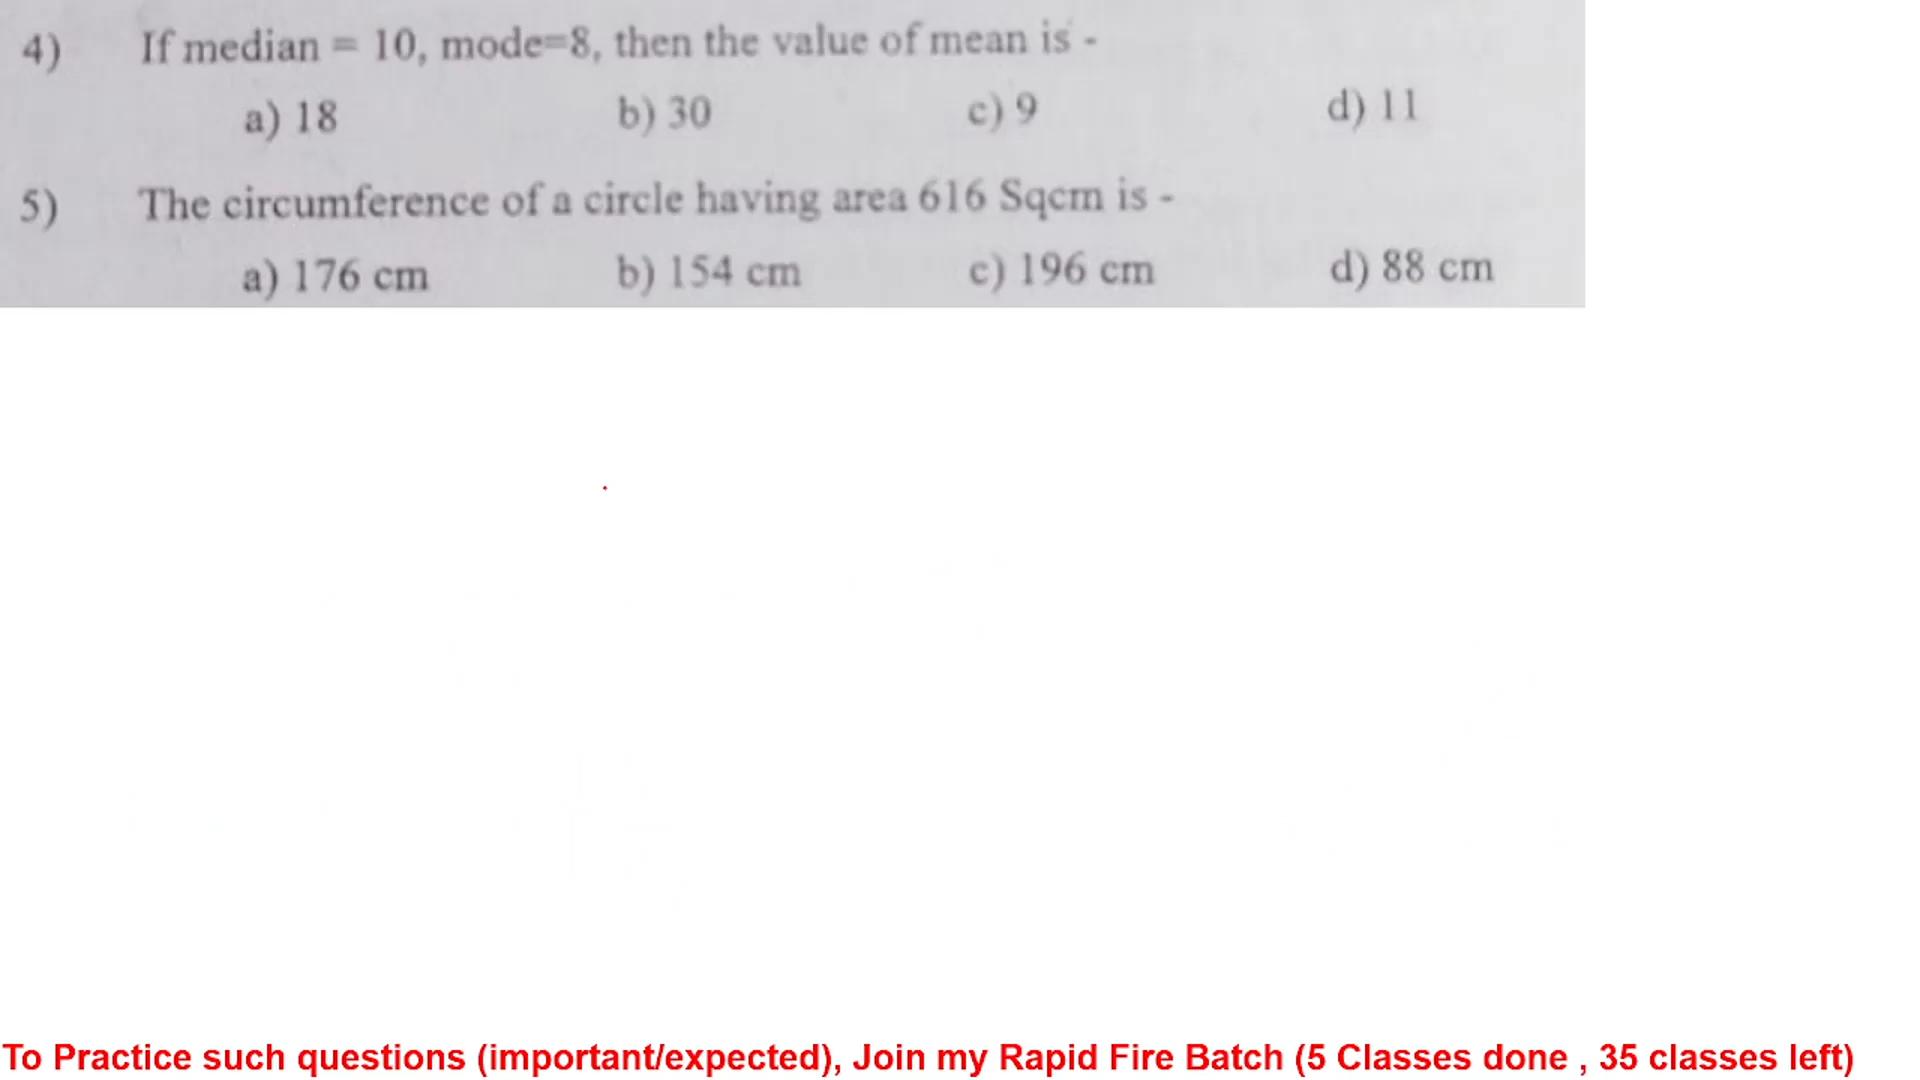 4) If median = 10, mode=8, then the value of mean is -
a) 18 b) 30 c) 9 d) 11
5) The circumference of a circle having area 616 Sqcm is -
a) 176 cm b) 154 cm c) 196 cm d) 88 cm
To Practice such questions (important/expected), Join my Rapid Fire Batch (5 Classes done , 35 classes left)